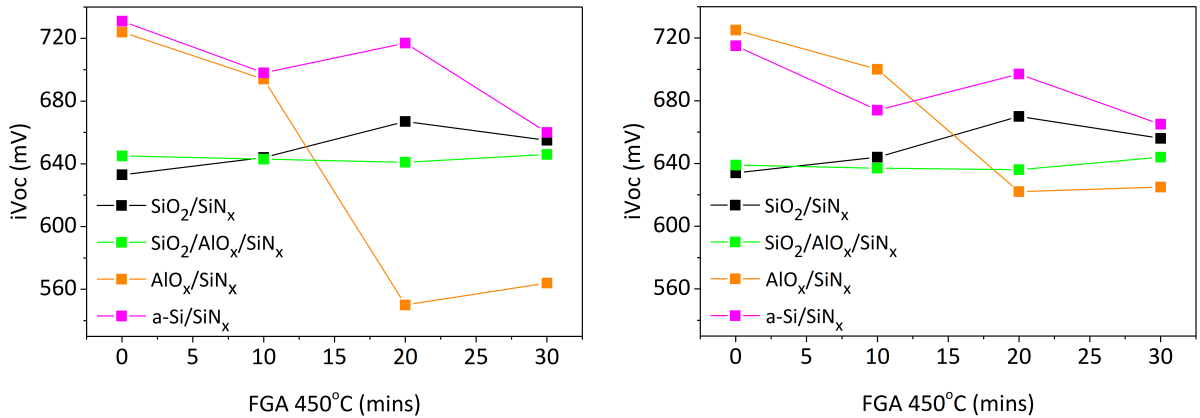 720
680
640
600
560
iVoc (mV)
SiO₂/SiNₓ
SiO₂/AlOₓ/SiNₓ
AlOₓ/SiNₓ
a-Si/SiNₓ
0 5 10 15 20 25 30
FGA 450°C (mins)
720
680
640
600
560
iVoc (mV)
SiO₂/SiNₓ
SiO₂/AlOₓ/SiNₓ
AlOₓ/SiNₓ
a-Si/SiNₓ
0 5 10 15 20 25 30
FGA 450°C (mins)